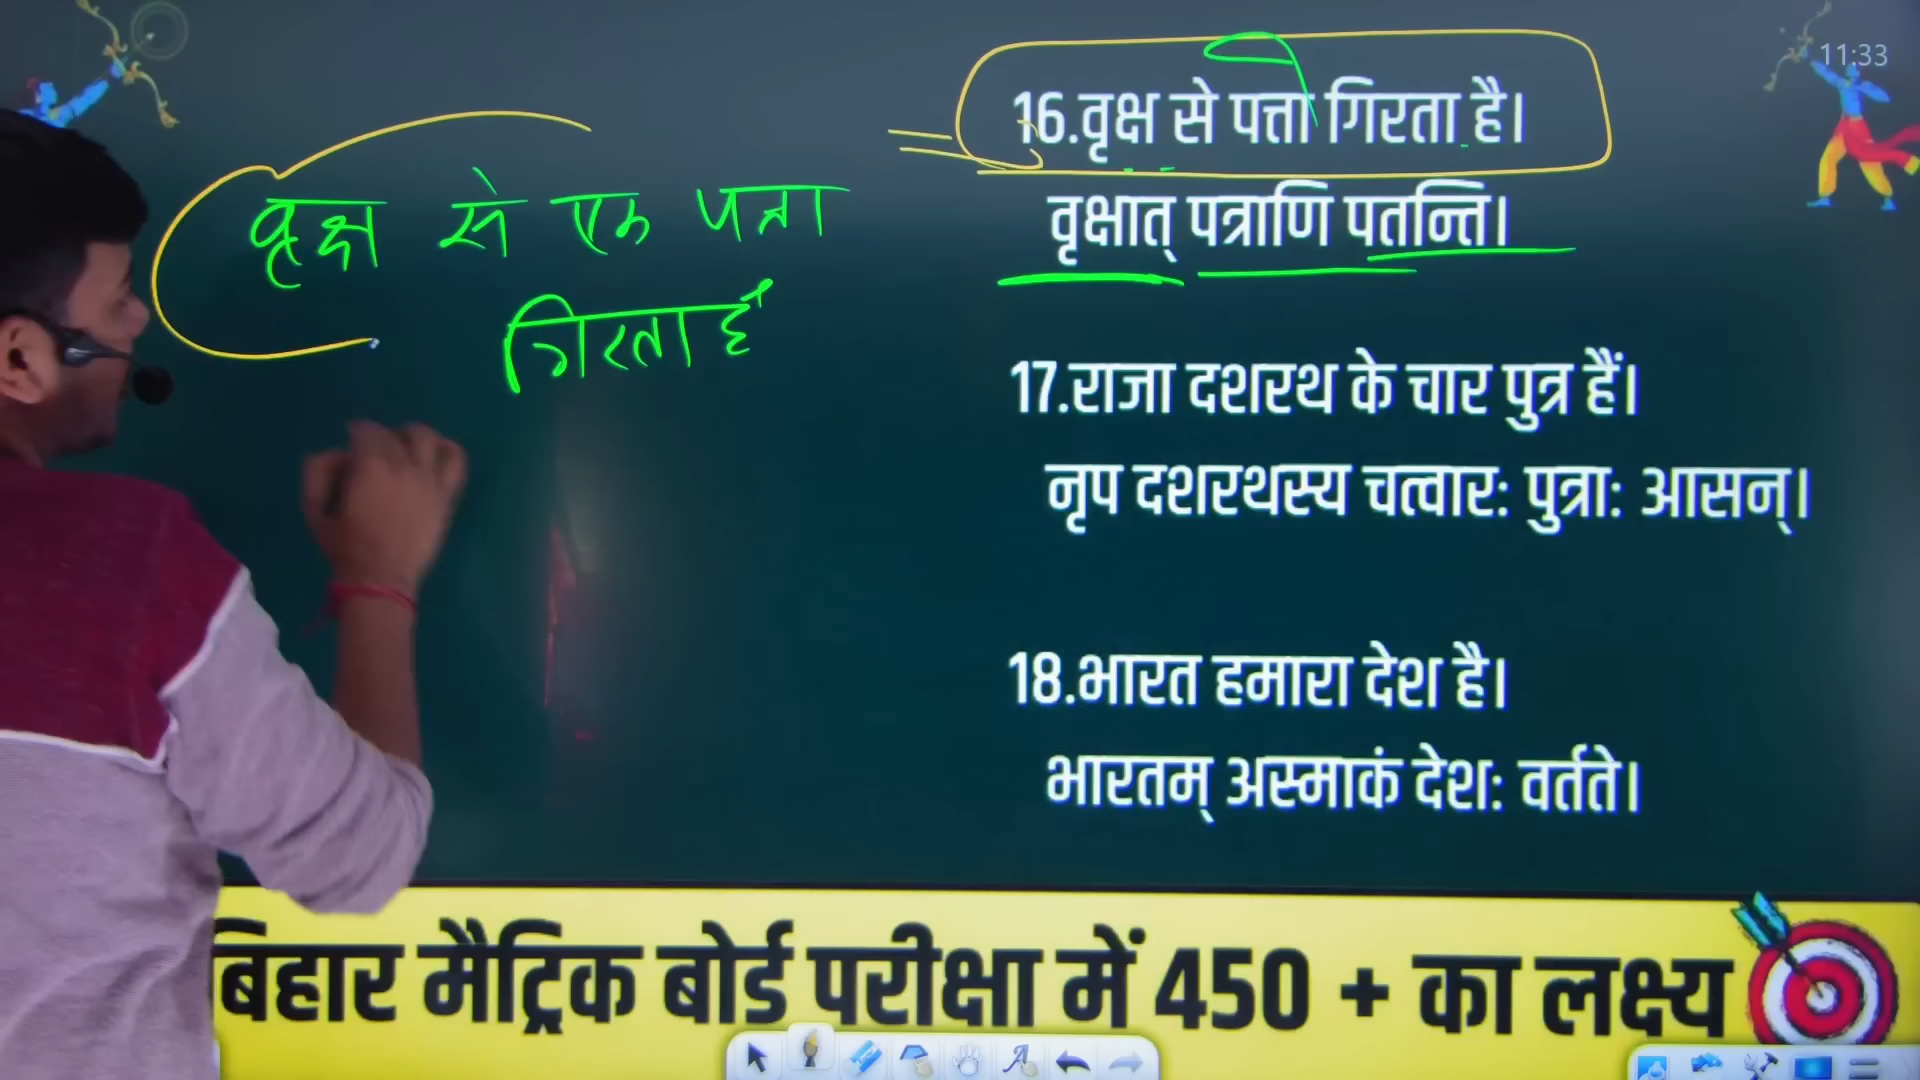 11:33
16.वृक्ष से पत्ता गिरता है।
वृक्ष से एक पत्ता
वृक्षात् पत्राणि पतन्ति।
गिरता है
17.राजा दशरथ के चार पुत्र हैं।
नृप दशरथस्य चत्वारः पुत्राः आसन्।
18.भारत हमारा देश है।
भारतम् अस्माकं देशः वर्तते।
बिहार मैट्रिक बोर्ड परीक्षा में 450 + का लक्ष्य